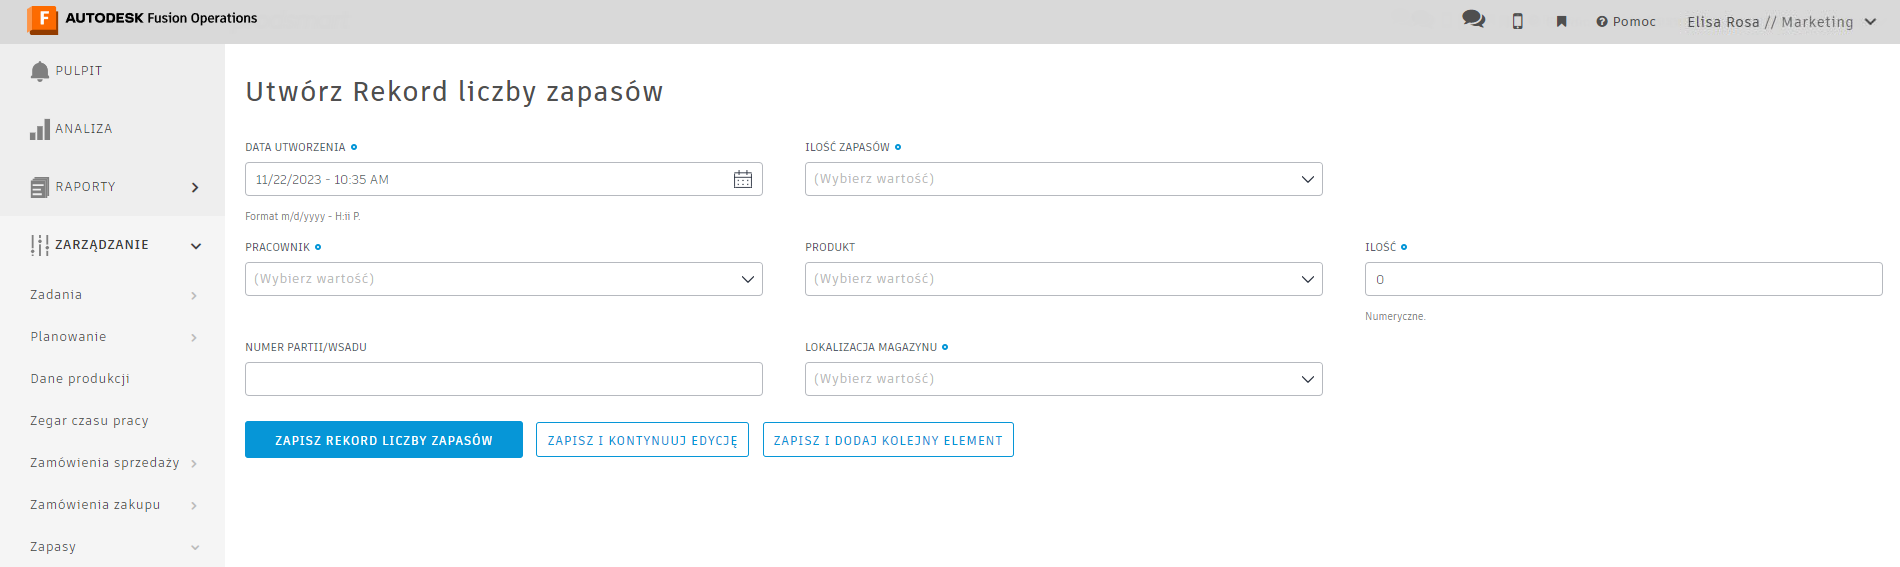 AUTODESK Fusion Operations
Pomoc
Elisa Rosa // Marketing
PULPIT
ANALIZA
RAPORTY
ZARZĄDZANIE
Zadania
Planowanie
Dane produkcji
Zegar czasu pracy
Zamówienia sprzedaży
Zamówienia zakupu
Zapasy
Utwórz Rekord liczby zapasów
DATA UTWORZENIA
11/22/2023 - 10:35 AM
Format m/d/yyyy - H:ii P.
ILOŚĆ ZAPASÓW
(Wybierz wartość)
PRACOWNIK
(Wybierz wartość)
PRODUKT
(Wybierz wartość)
ILOŚĆ
0
Numeryczne.
NUMER PARTII/WSADU
LOKALIZACJA MAGAZYNU
(Wybierz wartość)
ZAPISZ REKORD LICZBY ZAPASÓW
ZAPISZ I KONTYNUUJ EDYCJĘ
ZAPISZ I DODAJ KOLEJNY ELEMENT